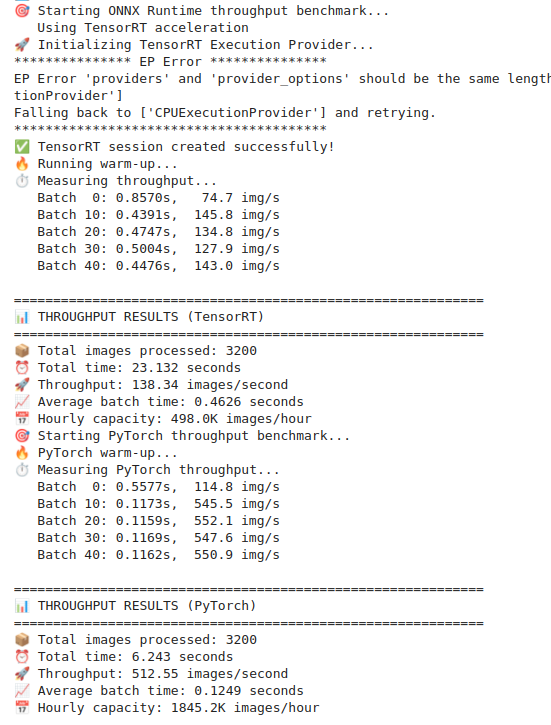 🎯 Starting ONNX Runtime throughput benchmark...
Using TensorRT acceleration
🚀 Initializing TensorRT Execution Provider...
*************** EP Error ***************
EP Error 'providers' and 'provider_options' should be the same length
tionProvider']
Falling back to ['CPUExecutionProvider'] and retrying.
****************************************
✅ TensorRT session created successfully!
🔥 Running warm-up...
⏱️ Measuring throughput...
Batch  0: 0.8570s,   74.7 img/s
Batch 10: 0.4391s,  145.8 img/s
Batch 20: 0.4747s,  134.8 img/s
Batch 30: 0.5004s,  127.9 img/s
Batch 40: 0.4476s,  143.0 img/s
============================================================
📊 THROUGHPUT RESULTS (TensorRT)
============================================================
📦 Total images processed: 3200
⏰ Total time: 23.132 seconds
🚀 Throughput: 138.34 images/second
📈 Average batch time: 0.4626 seconds
📅 Hourly capacity: 498.0K images/hour
🎯 Starting PyTorch throughput benchmark...
🔥 PyTorch warm-up...
⏱️ Measuring PyTorch throughput...
Batch  0: 0.5577s,  114.8 img/s
Batch 10: 0.1173s,  545.5 img/s
Batch 20: 0.1159s,  552.1 img/s
Batch 30: 0.1169s,  547.6 img/s
Batch 40: 0.1162s,  550.9 img/s
============================================================
📊 THROUGHPUT RESULTS (PyTorch)
============================================================
📦 Total images processed: 3200
⏰ Total time: 6.243 seconds
🚀 Throughput: 512.55 images/second
📈 Average batch time: 0.1249 seconds
📅 Hourly capacity: 1845.2K images/hour